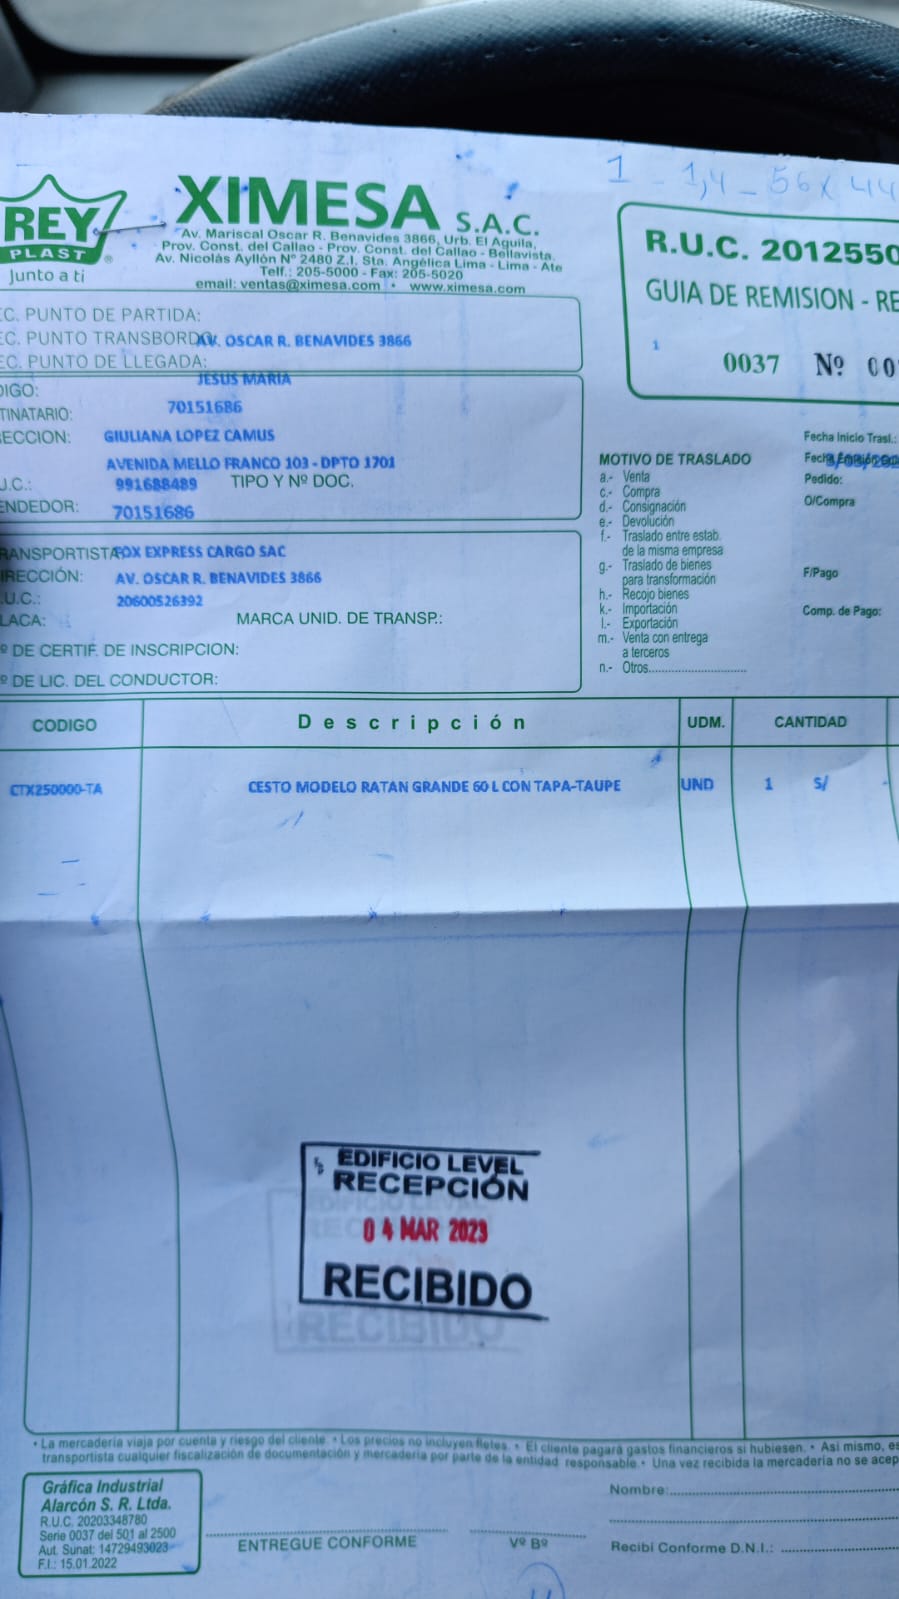 1 - 1,4 - 56 x 44
REY
PLAST
®
Junto a ti
XIMESA S.A.C.
Av. Mariscal Oscar R. Benavides 3866, Urb. El Aguila,
Prov. Const. del Callao - Prov. Const. del Callao - Bellavista.
Av. Nicolás Ayllón Nº 2480 Z.I. Sta. Angélica Lima - Lima - Ate
Telf.: 205-5000 - Fax: 205-5020
email: ventas@ximesa.com • www.ximesa.com
R.U.C. 2012550
GUIA DE REMISION - RE
1
0037 Nº 00
EC. PUNTO DE PARTIDA:
EC. PUNTO TRANSBORDO AV. OSCAR R. BENAVIDES 3866
EC. PUNTO DE LLEGADA:
JESUS MARIA
DIGO:
70151686
TINATARIO:
GIULIANA LOPEZ CAMUS
RECCION:
AVENIDA MELLO FRANCO 103 - DPTO 1701
U.C.: 991688489 TIPO Y Nº DOC.
ENDEDOR: 70151686
RANSPORTISTA: FOX EXPRESS CARGO SAC
IRECCIÓN: AV. OSCAR R. BENAVIDES 3866
.U.C.: 20600526392
LACA: MARCA UNID. DE TRANSP.:
º DE CERTIF. DE INSCRIPCION:
º DE LIC. DEL CONDUCTOR:
MOTIVO DE TRASLADO
a.- Venta
c.- Compra
d.- Consignación
e.- Devolución
f.- Traslado entre estab.
de la misma empresa
g.- Traslado de bienes
para transformación
h.- Recojo bienes
k.- Importación
l.- Exportación
m.- Venta con entrega
a terceros
n.- Otros
Fecha Inicio Trasl.:
Fecha Emisión
Pedido:
O/Compra
F/Pago
Comp. de Pago:
CODIGO Descripción UDM. CANTIDAD
CTX250000-TA CESTO MODELO RATAN GRANDE 60 L CON TAPA-TAUPE UND 1 S/ -
EDIFICIO LEVEL
RECEPCIÓN
04 MAR 2023
RECIBIDO
• La mercadería viaja por cuenta y riesgo del cliente. • Los precios no incluyen fletes. • El cliente pagará gastos financieros si hubiesen. • Asi mismo, es
transportista cualquier fiscalización de documentación y mercadería por parte de la entidad responsable. • Una vez recibida la mercadería no se acep
Gráfica Industrial
Alarcón S. R. Ltda.
R.U.C. 20203348780
Serie 0037 del 501 al 2500
Aut. Sunat: 14729493023
F.I.: 15.01.2022
ENTREGUE CONFORME
Vº Bº
Nombre:
Recibí Conforme D.N.I.: